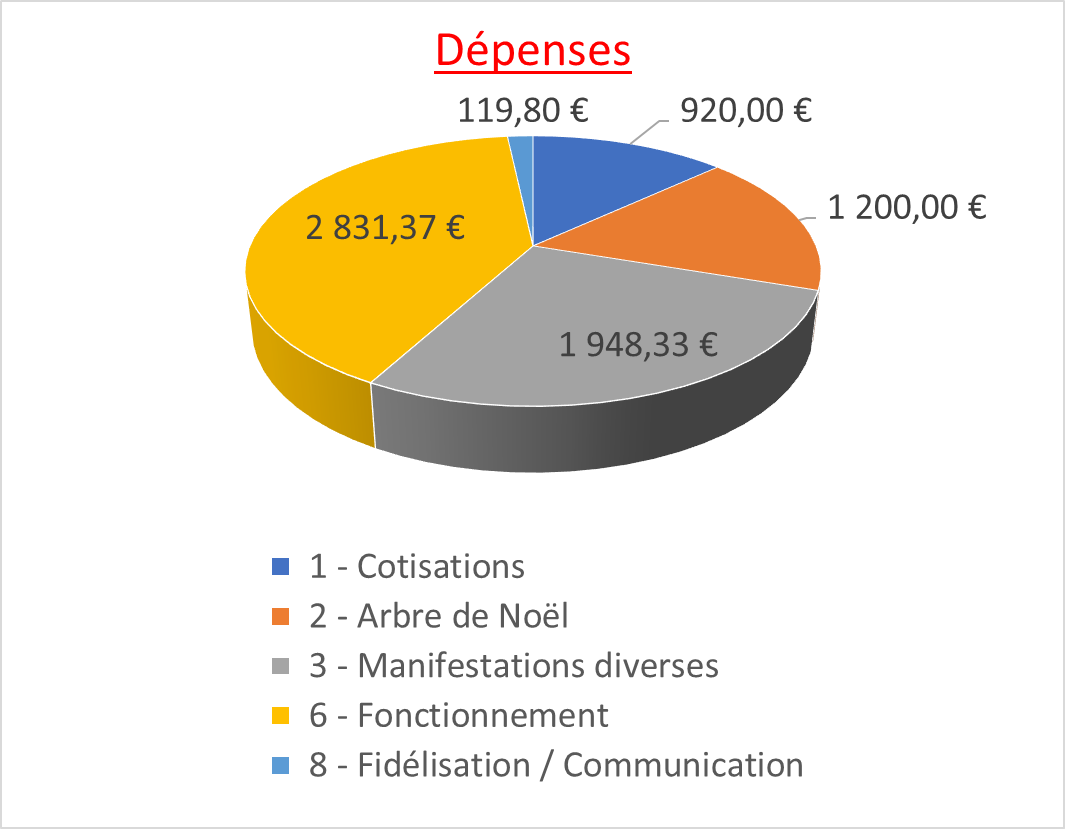 Dépenses
119,80 €
920,00 €
1 200,00 €
2 831,37 €
1 948,33 €
1 - Cotisations
2 - Arbre de Noël
3 - Manifestations diverses
6 - Fonctionnement
8 - Fidélisation / Communication